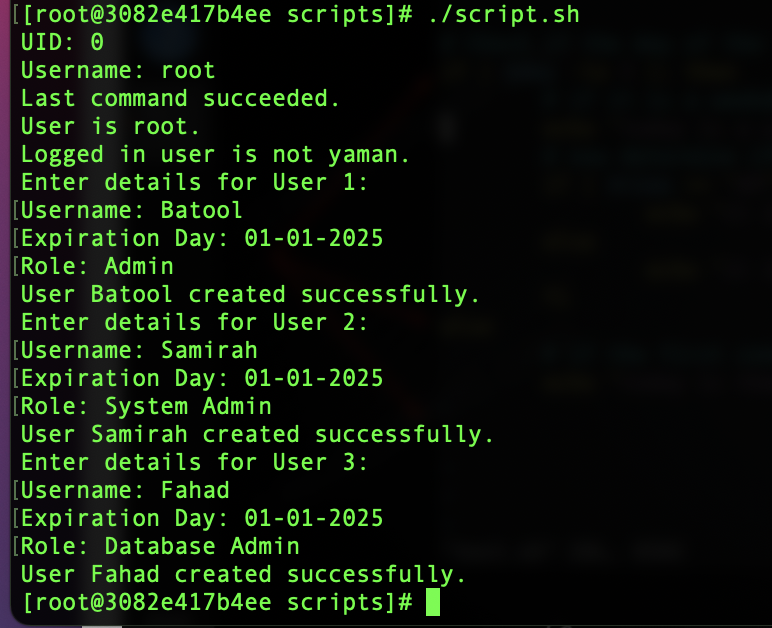 [[root@3082e417b4ee scripts]# ./script.sh
UID: 0
Username: root
Last command succeeded.
User is root.
Logged in user is not yaman.
Enter details for User 1:
[Username: Batool
[Expiration Day: 01-01-2025
[Role: Admin
User Batool created successfully.
Enter details for User 2:
[Username: Samirah
[Expiration Day: 01-01-2025
[Role: System Admin
User Samirah created successfully.
Enter details for User 3:
[Username: Fahad
[Expiration Day: 01-01-2025
[Role: Database Admin
User Fahad created successfully.
[root@3082e417b4ee scripts]#